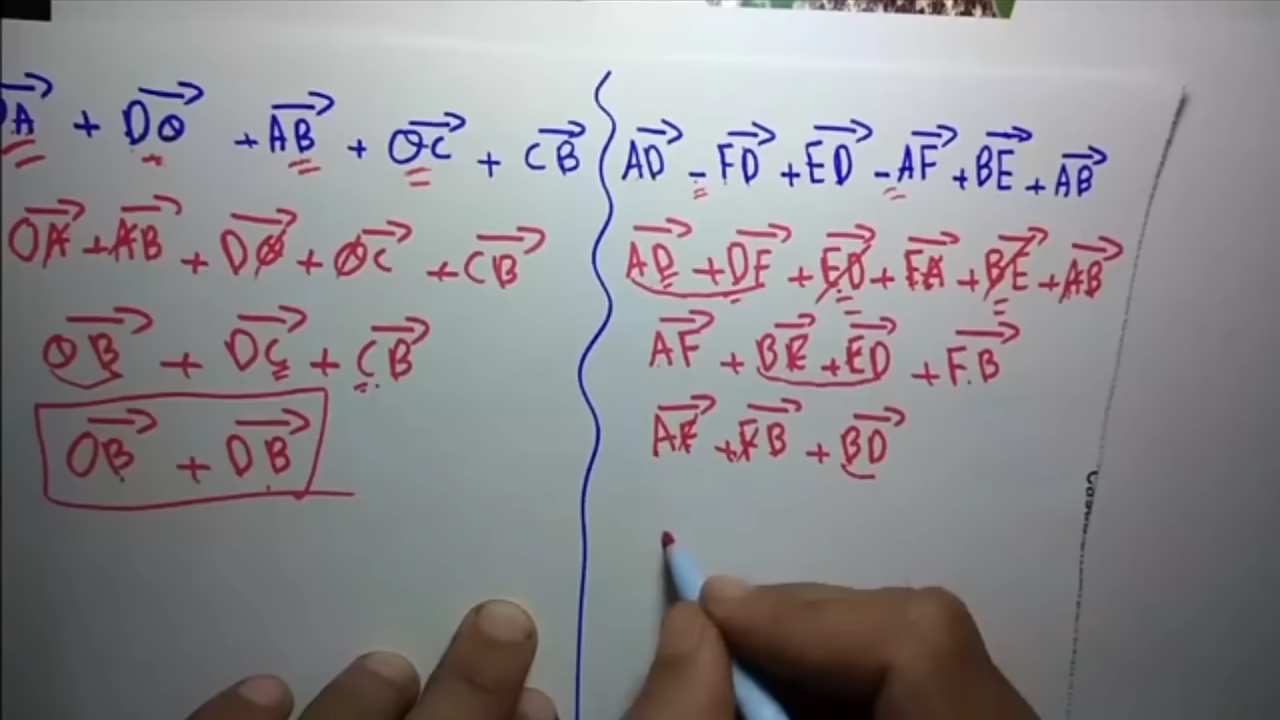 OA + DO + AB + OC + CB
OA + AB + DO + OC + CB
OB + DC + CB
OB + DB
AD - FD + ED - AF + BE + AB
AD + DF + ED + FA + BE + AB
AF + BE + ED + FB
AF + FB + BD